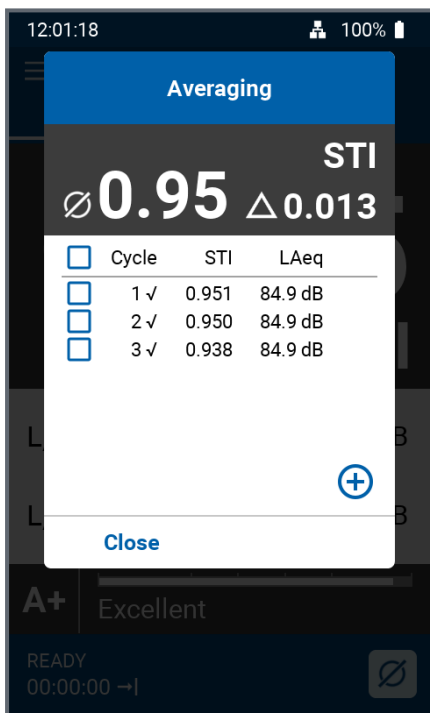 12:01:18 100%
Averaging
STI
∅0.95 △0.013
Cycle STI LAeq
1 √ 0.951 84.9 dB
2 √ 0.950 84.9 dB
3 √ 0.938 84.9 dB
L B
L B
Close
A+ Excellent
READY
00:00:00 →I